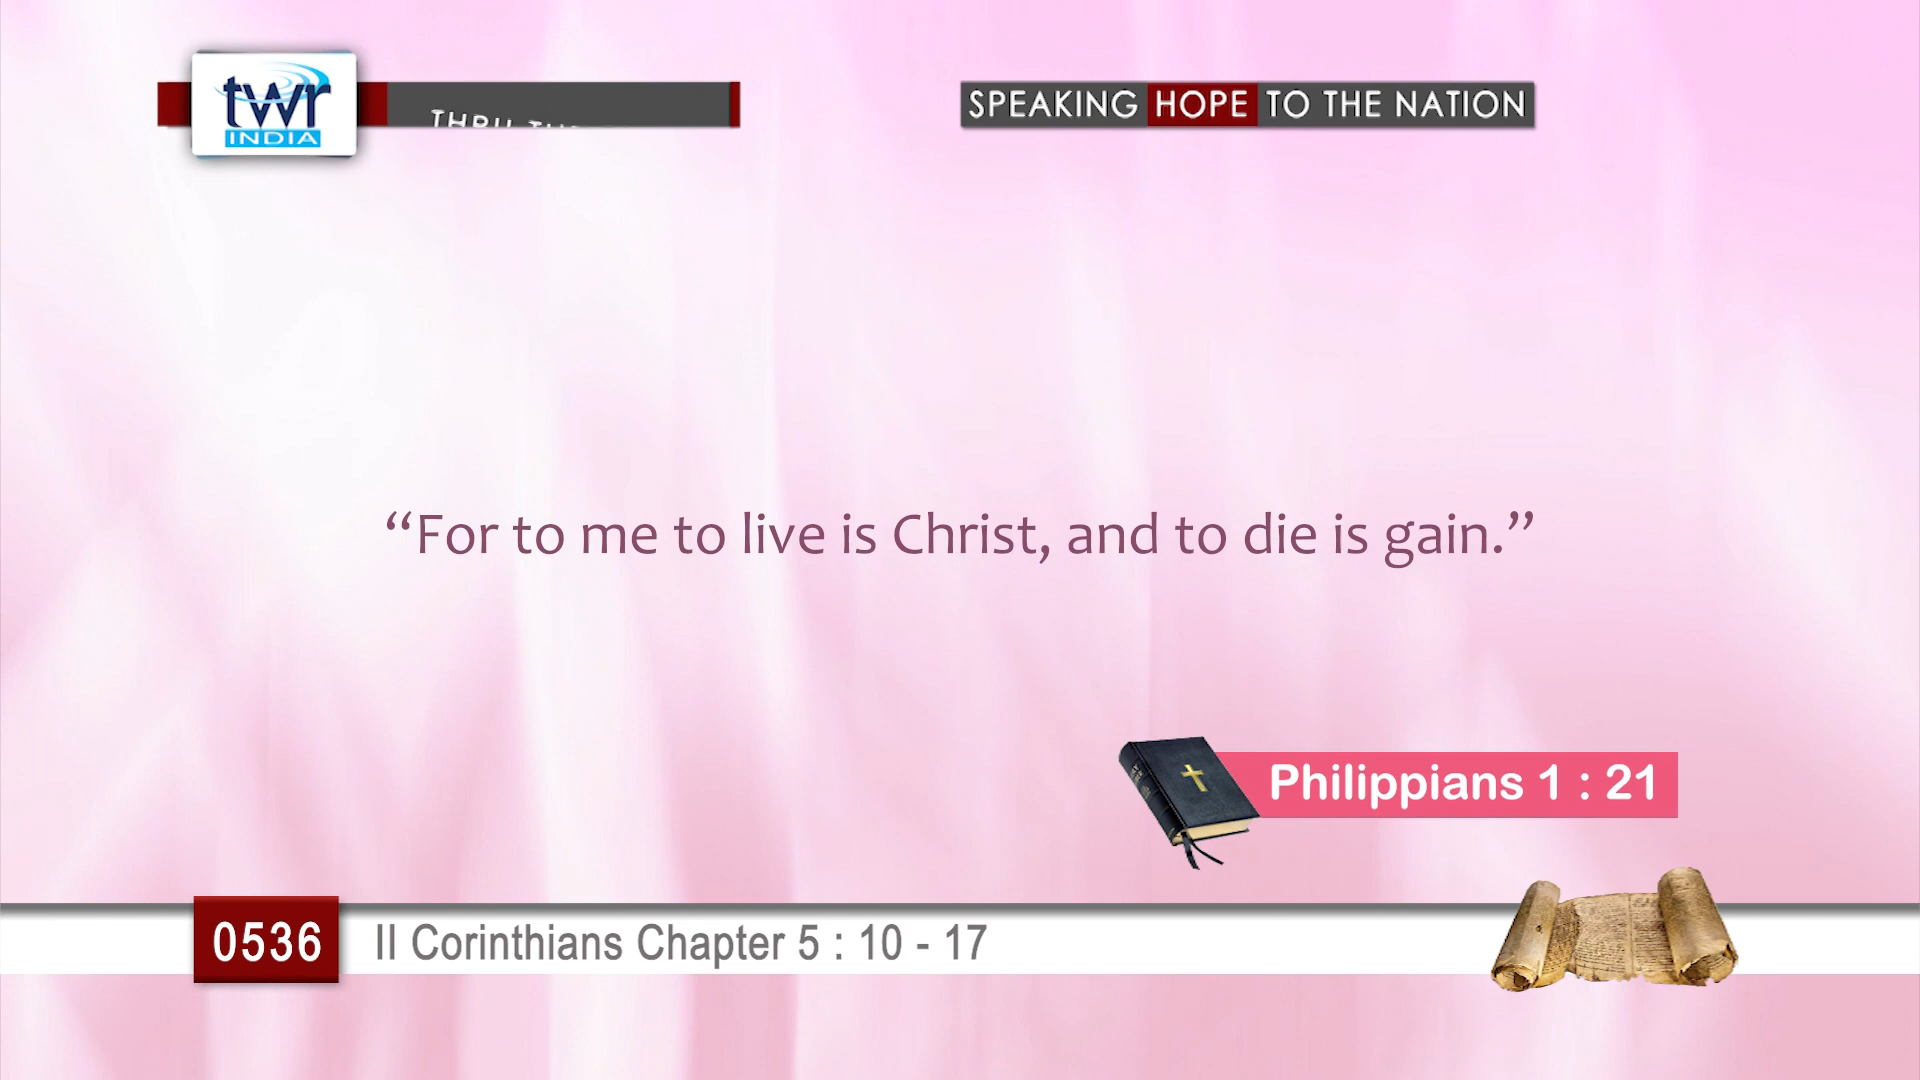 twr
INDIA
SPEAKING HOPE TO THE NATION
“For to me to live is Christ, and to die is gain.”
Philippians 1 : 21
0536
II Corinthians Chapter 5 : 10 - 17